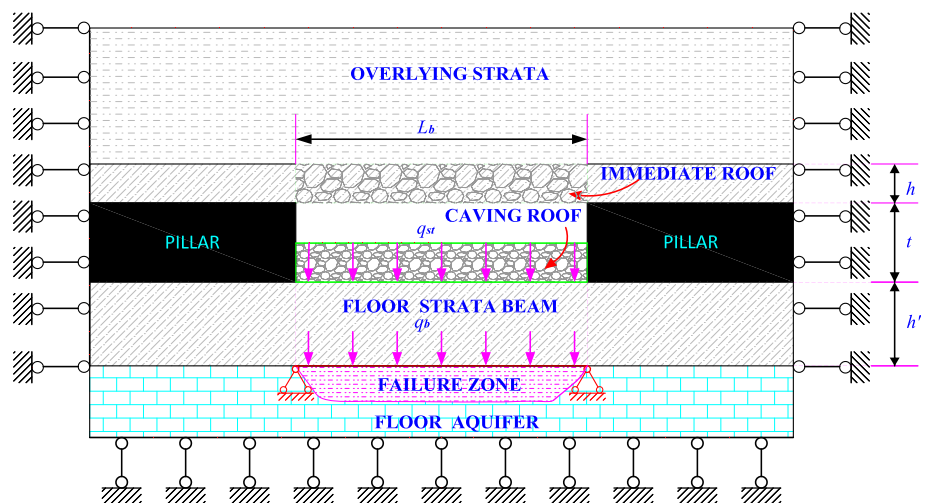 OVERLYING STRATA
Lb
IMMEDIATE ROOF
h
CAVING ROOF
qst
PILLAR
PILLAR
t
FLOOR STRATA BEAM
qb
h'
FAILURE ZONE
FLOOR AQUIFER